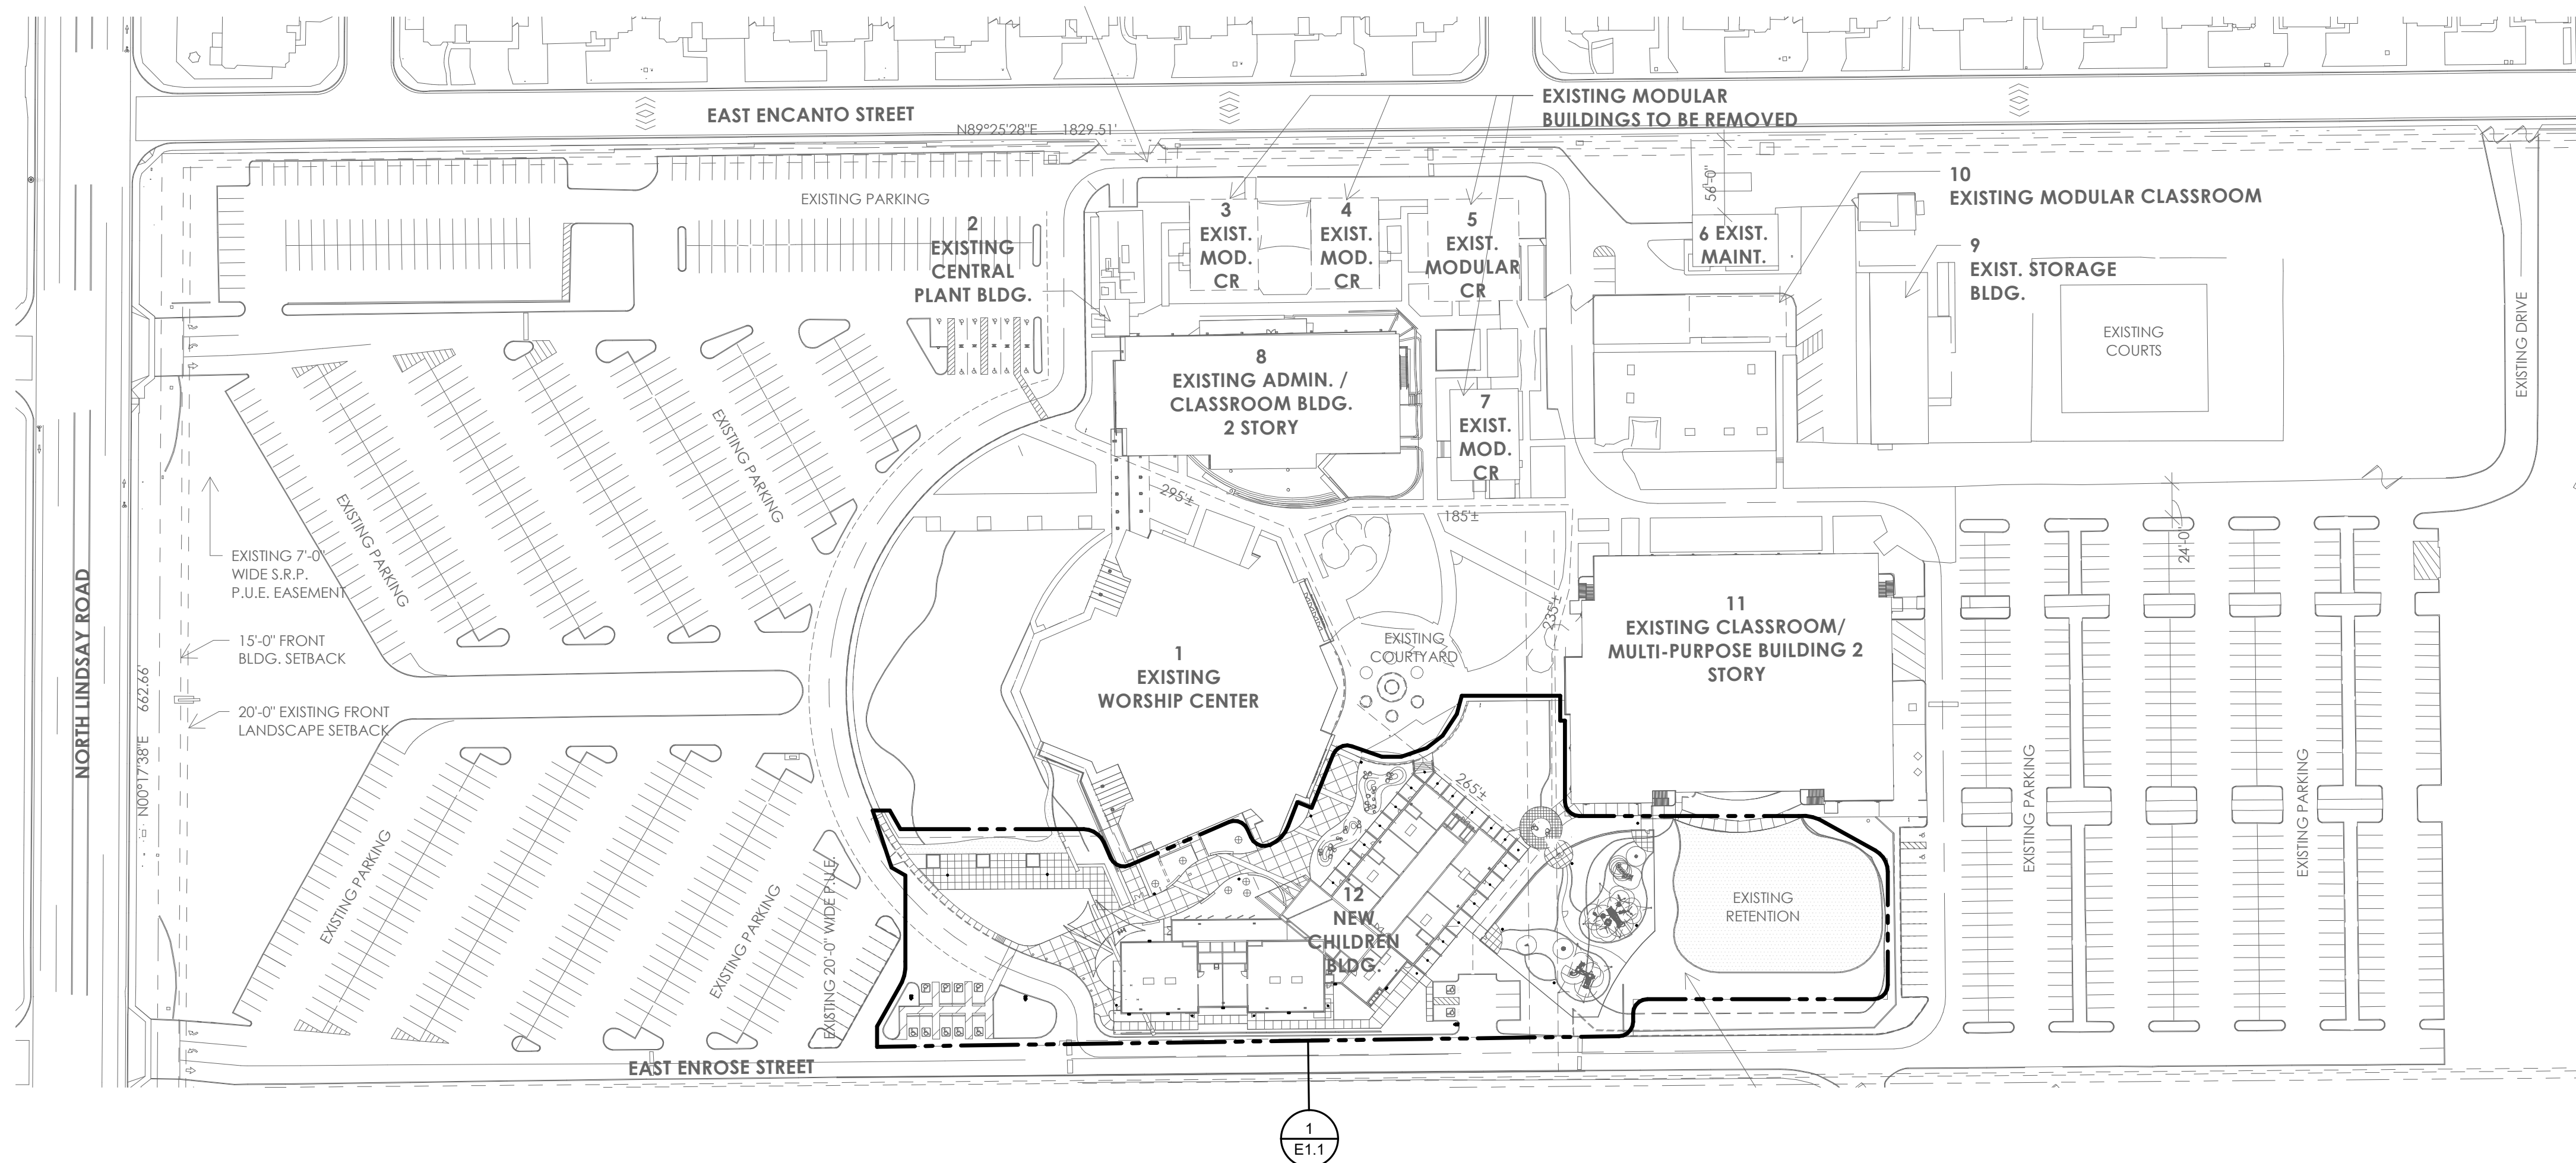 EAST ENCANTO STREET
N89°25'28"E 1829.51'
EXISTING MODULAR
BUILDINGS TO BE REMOVED
EXISTING PARKING
2
EXISTING
CENTRAL
PLANT BLDG.
3
EXIST.
MOD.
CR
4
EXIST.
MOD.
CR
5
EXIST.
MODULAR
CR
56'-0"
6 EXIST.
MAINT.
10
EXISTING MODULAR CLASSROOM
9
EXIST. STORAGE
BLDG.
EXISTING
COURTS
EXISTING DRIVE
8
EXISTING ADMIN. /
CLASSROOM BLDG.
2 STORY
7
EXIST.
MOD.
CR
EXISTING PARKING
EXISTING PARKING
295'±
185'±
24'-0"
EXISTING 7'-0"
WIDE S.R.P.
P.U.E. EASEMENT
15'-0" FRONT
BLDG. SETBACK
20'-0" EXISTING FRONT
LANDSCAPE SETBACK
NORTH LINDSAY ROAD
N00°17'38"E 662.66'
1
EXISTING
WORSHIP CENTER
EXISTING
COURTYARD
235'±
11
EXISTING CLASSROOM/
MULTI-PURPOSE BUILDING 2
STORY
265'±
EXISTING PARKING
EXISTING PARKING
EXISTING PARKING
EXISTING PARKING
EXISTING 20'-0" WIDE P.U.E.
12
NEW
CHILDREN
BLDG.
EXISTING
RETENTION
EAST ENROSE STREET
1
E1.1